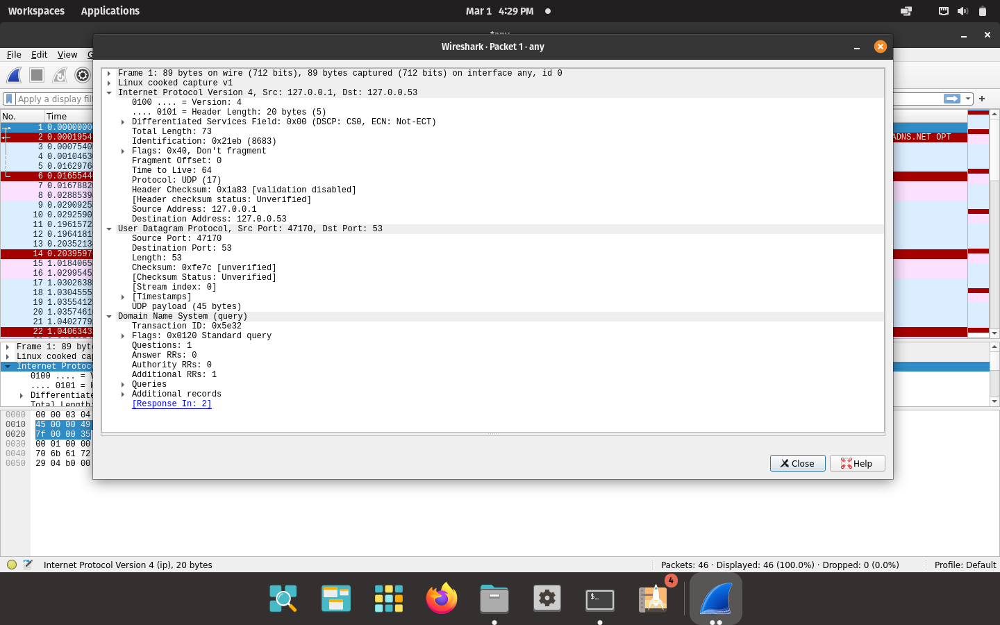 Workspaces Applications Mar 1 4:29 PM
Wireshark · Packet 1 · any
File Edit View
Apply a display
No. Time
1 0.0000000
2 0.0001954
ADNS.NET OPT
3 0.000754
4 0.0010463
5 0.0162976
6 0.0165544
7 0.0167882
8 0.0288539
9 0.0290925
10 0.0292590
11 0.1961572
12 0.1964181
13 0.2035213
14 0.2039597
15 1.0184065
16 1.0299545
17 1.0302638
18 1.0304555
19 1.0355412
20 1.0357461
21 1.0402779
22 1.0406343
Frame 1: 89 bytes on wire (712 bits), 89 bytes captured (712 bits) on interface any, id 0
Linux cooked capture v1
Internet Protocol Version 4, Src: 127.0.0.1, Dst: 127.0.0.53
0100 .... = Version: 4
.... 0101 = Header Length: 20 bytes (5)
Differentiated Services Field: 0x00 (DSCP: CS0, ECN: Not-ECT)
Total Length: 73
Identification: 0x21eb (8683)
Flags: 0x40, Don't fragment
Fragment Offset: 0
Time to Live: 64
Protocol: UDP (17)
Header Checksum: 0x1a83 [validation disabled]
[Header checksum status: Unverified]
Source Address: 127.0.0.1
Destination Address: 127.0.0.53
User Datagram Protocol, Src Port: 47170, Dst Port: 53
Source Port: 47170
Destination Port: 53
Length: 53
Checksum: 0xfe7c [unverified]
[Checksum Status: Unverified]
[Stream index: 0]
[Timestamps]
UDP payload (45 bytes)
Domain Name System (query)
Transaction ID: 0x5e32
Flags: 0x0120 Standard query
Questions: 1
Answer RRs: 0
Authority RRs: 0
Additional RRs: 1
Queries
Additional records
[Response In: 2]
Close Help
Frame 1: 89 byt
Linux cooked ca
Internet Protoc
0100 .... =
.... 0101 =
Differentiate
Total Length:
0000 00 00 03 04
0010 45 00 00 49
0020 7f 00 00 35
0030 00 01 00 00
0040 70 6b 61 72
0050 29 04 b0 00
Internet Protocol Version 4 (ip), 20 bytes
Packets: 46 · Displayed: 46 (100.0%) · Dropped: 0 (0.0%)
Profile: Default
$_
4